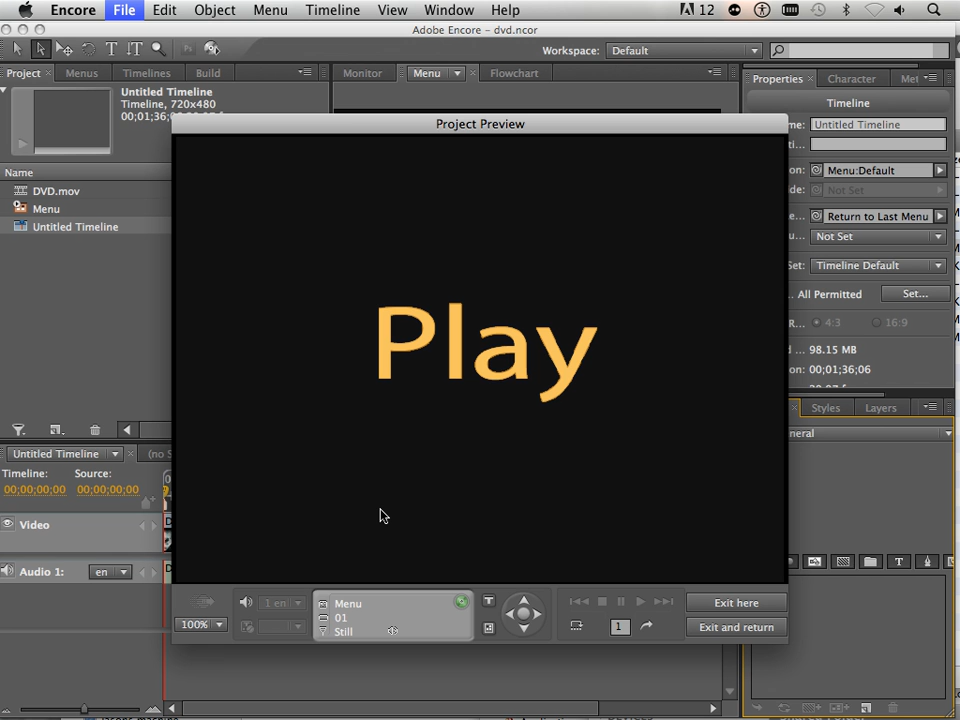 Encore File Edit Object Menu Timeline View Window Help 12
Adobe Encore – dvd.ncor
Workspace: Default
Project Menus Timelines Build
Monitor Menu Flowchart
Properties Character
Untitled Timeline
Timeline, 720x480
00;01;36;
Timeline
Project Preview
Untitled Timeline
Name
DVD.mov
Menu
Untitled Timeline
Menu:Default
Not Set
Return to Last Menu
Not Set
Set: Timeline Default
All Permitted Set...
4:3 16:9
98.15 MB
00;01;36;06
Play
Styles Layers
Untitled Timeline
Timeline: Source:
00;00;00;00 00;00;00;00
Video
Audio 1: en
T
100%
1 en
Menu
01
Still
T
1
Exit here
Exit and return